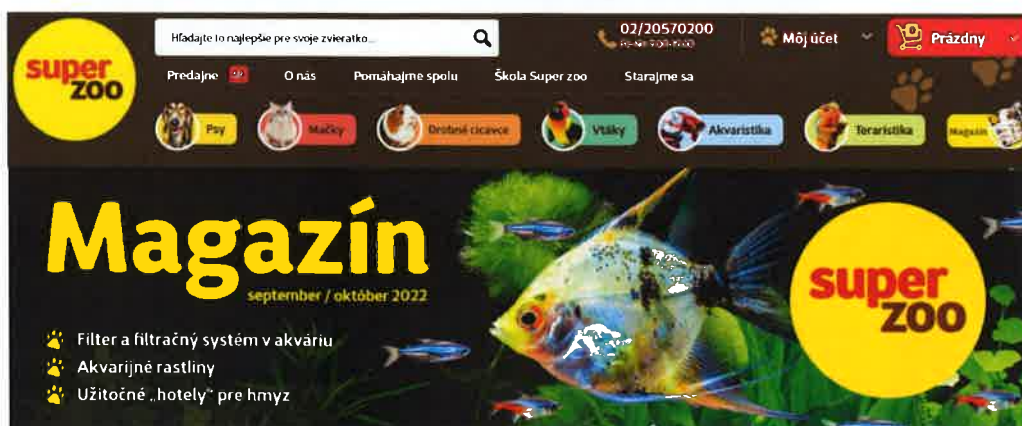 super
zoo
Hľadajte to najlepšie pre svoje zvieratko...
02/20570200
Môj účet
Prázdny
Predajne
O nás
Pomáhajme spolu
Škola Super zoo
Starajme sa
Psy
Mačky
Drobné cicavce
Vtáky
Akvaristika
Teraristika
Magazín
Magazín
september / október 2022
Filter a filtračný systém v akváriu
Akvarijné rastliny
Užitočné „hotely“ pre hmyz
super
zoo